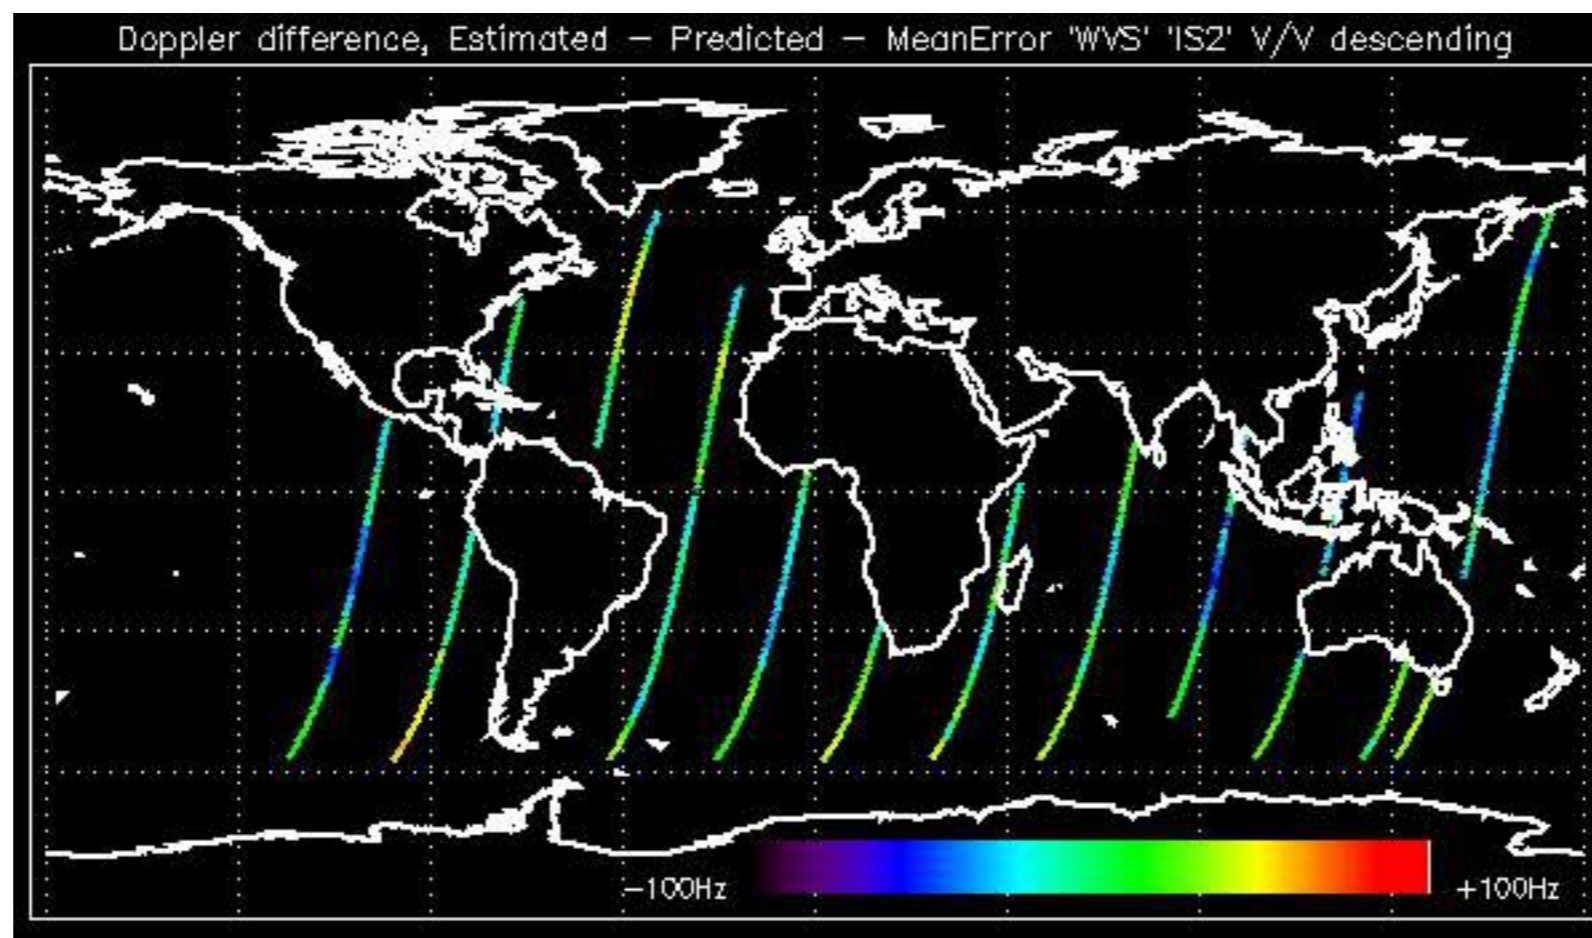 Doppler difference, Estimated – Predicted – MeanError 'WVS' 'IS2' V/V descending
−100Hz
+100Hz